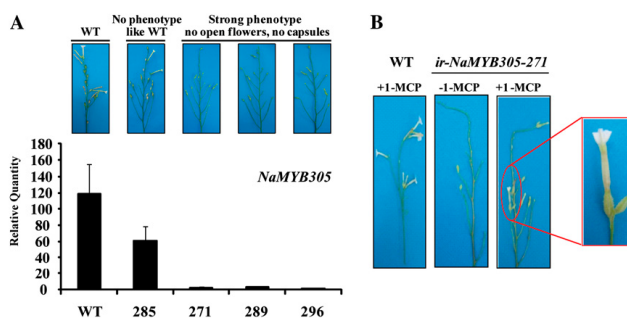 A
WT
No phenotype
like WT
Strong phenotype
no open flowers, no capsules
Relative Quantity
180
160
140
120
100
80
60
40
20
0
NaMYB305
WT 285 271 289 296
B
WT ir-NaMYB305-271
+1-MCP -1-MCP +1-MCP